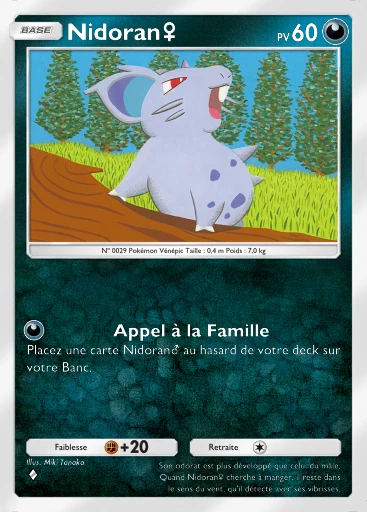 BASE Nidoran♀ PV 60
N° 0029 Pokémon Vénépic Taille : 0,4 m Poids : 7,0 kg
Appel à la Famille
Placez une carte Nidoran♂ au hasard de votre deck sur
votre Banc.
Faiblesse +20 Retraite
Illus. Miki Tanaka
Son odorat est plus développé que celui du mâle.
Quand Nidoran♀ cherche à manger, il reste dans
le sens du vent, qu'il détecte avec ses vibrisses.